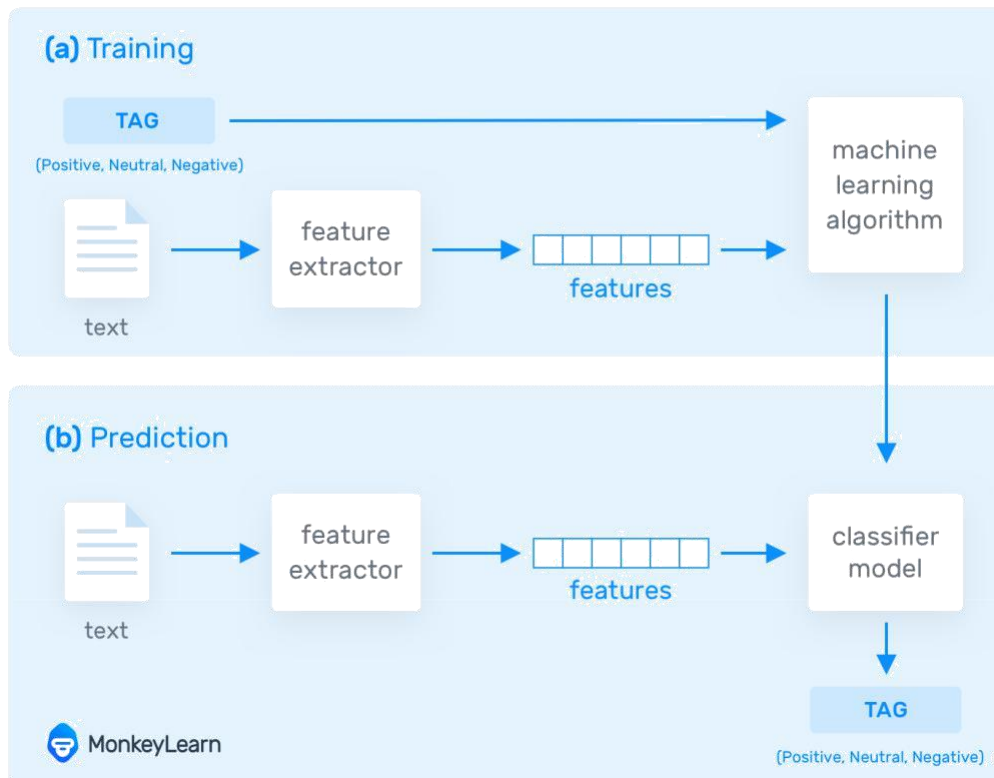 (a) Training
TAG
(Positive, Neutral, Negative)
machine
learning
algorithm
feature
extractor
features
text
(b) Prediction
feature
extractor
features
classifier
model
text
TAG
(Positive, Neutral, Negative)
MonkeyLearn